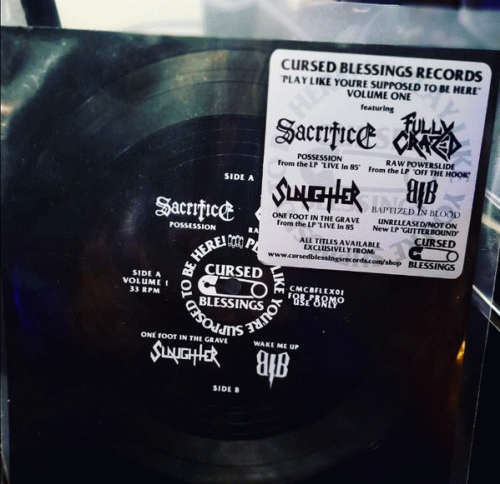 CURSED BLESSINGS RECORDS
"PLAY LIKE YOU'RE SUPPOSED TO BE HERE"
VOLUME ONE
featuring
Sacrifice
FULLY CRAZED
POSSESSION
From the LP "LIVE in 85'
RAW POWERSLIDE
From the LP "OFF THE HOOK"
SLAUGHTER
BIB
ONE FOOT IN THE GRAVE
From the LP "LIVE in 85
BAPTIZED IN BLOOD
UNRELEASED/NOT ON
New LP "GUTTERBOUND"
ALL TITLES AVAILABLE
EXCLUSIVELY FROM:
www.cursedblessingsrecords.com/shop
CURSED
BLESSINGS
SIDE A
Sacrifice
POSSESSION
RA
SIDE A
VOLUME 1
33 RPM
LIKE YOU'RE SUPPOSED TO BE HERE!
CURSED
BLESSINGS
CMCBFLEX01
FOR PROMO
USE ONLY
ONE FOOT IN THE GRAVE
SLAUGHTER
WAKE ME UP
BIB
SIDE B